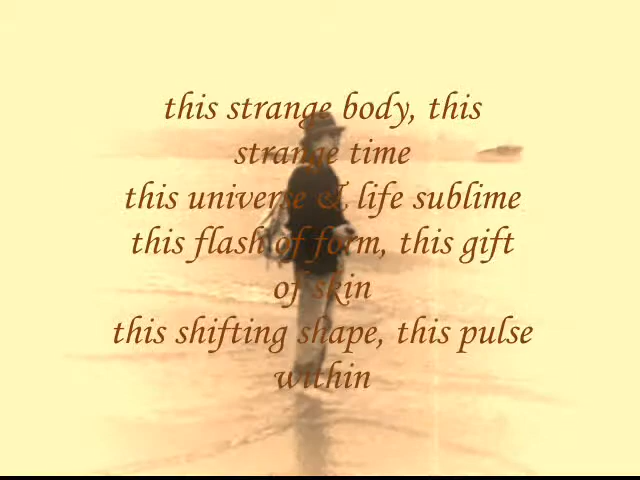 this strange body, this
strange time
this universe & life sublime
this flash of form, this gift
of skin
this shifting shape, this pulse
within